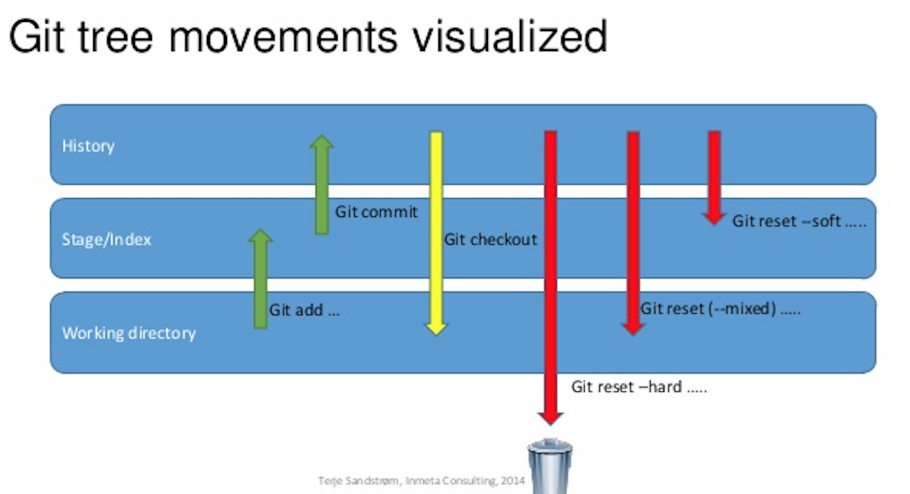 Git tree movements visualized
History
Git commit
Git reset –soft .....
Stage/Index
Git checkout
Git add ...
Git reset (--mixed) .....
Working directory
Git reset –hard .....
Terje Sandstrøm, Inmeta Consulting, 2014